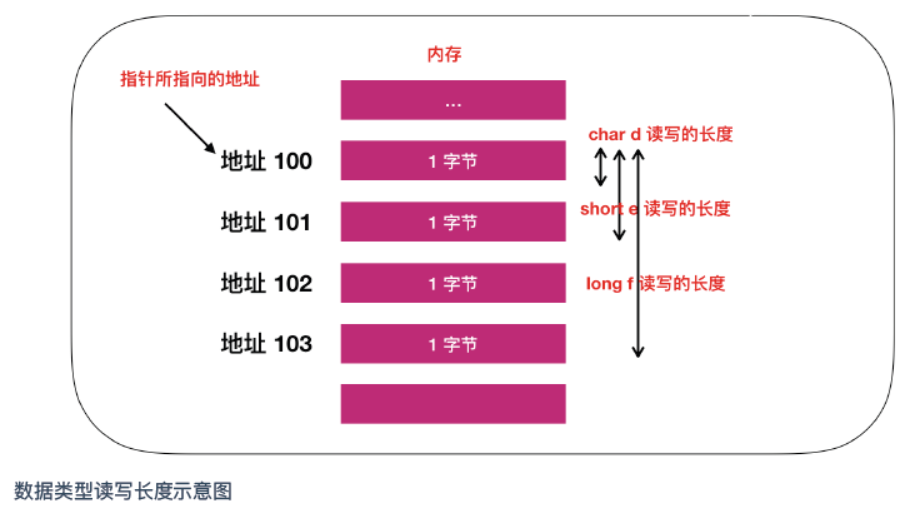 内存
指针所指向的地址
...
char d 读写的长度
地址 100
1 字节
short e 读写的长度
地址 101
1 字节
地址 102
1 字节
long f 读写的长度
地址 103
1 字节
数据类型读写长度示意图